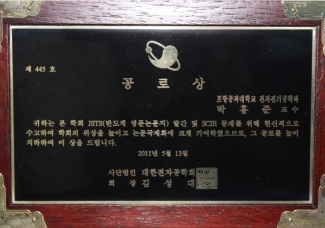 제 445 호
공 로 상
포항공과대학교 전자전기공학과
박 홍 준 교수
귀하는 본 학회 JSTS(반도체 영문논문지) 발간 및 SCIE 등재를 위해 헌신적으로
수고하여 학회의 위상을 높이고 논문국제화에 크게 기여하였으므로, 그 공로를 높이
치하하여 이 상을 드립니다.
2011년 5월 13일
사단법인 대한전자공학회
회 장 김 성 대